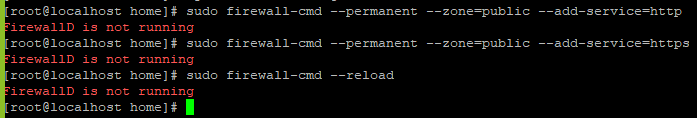 [root@localhost home]# sudo firewall-cmd --permanent --zone=public --add-service=http
FirewallD is not running
[root@localhost home]# sudo firewall-cmd --permanent --zone=public --add-service=https
FirewallD is not running
[root@localhost home]# sudo firewall-cmd --reload
FirewallD is not running
[root@localhost home]#